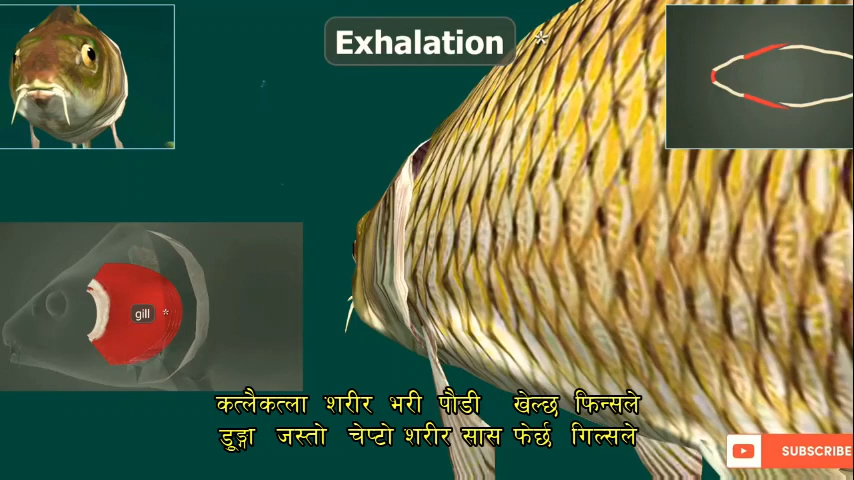 Exhalation
gill
कत्लैकत्ला शरीर भरी पौडी खेल्छ फिन्सले
डुङ्गा जस्तो चेप्टो शरीर सास फेर्छ गिल्सले
SUBSCRIBE